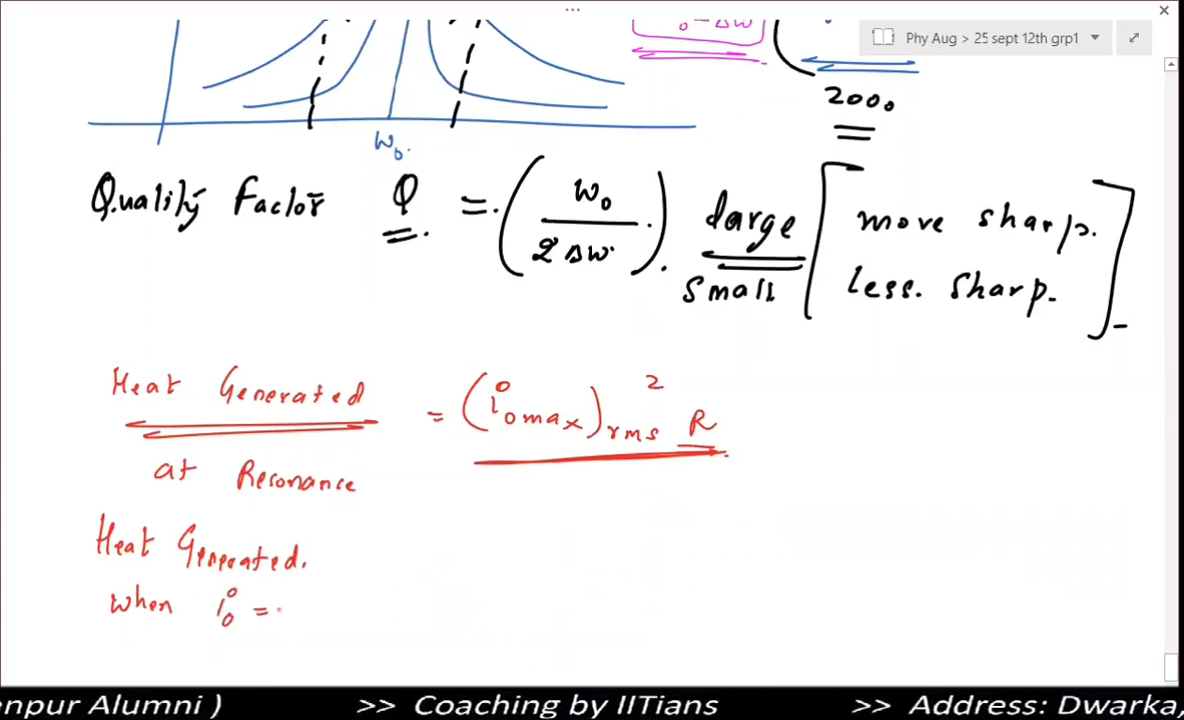 Phy Aug > 25 sept 12th grp1
2000
W₀
Quality Factor Q = (W₀ / 2ΔW) large [more sharp.
small less. sharp.]
Heat Generated = (i₀max)rms² R
at Resonance
Heat Generated.
When i₀ =
enpur Alumni ) >> Coaching by IITians >> Address: Dwarka,